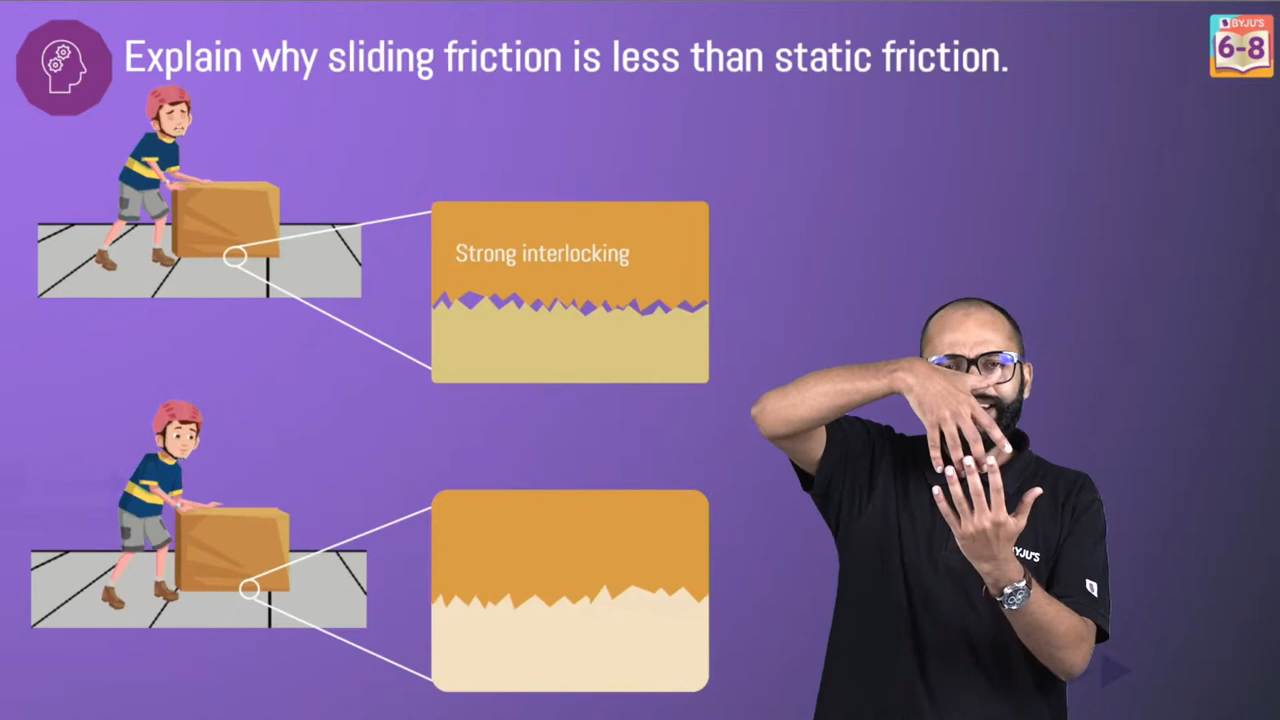 Explain why sliding friction is less than static friction.
BYJU'S
6-8
Strong interlocking
BYJU'S